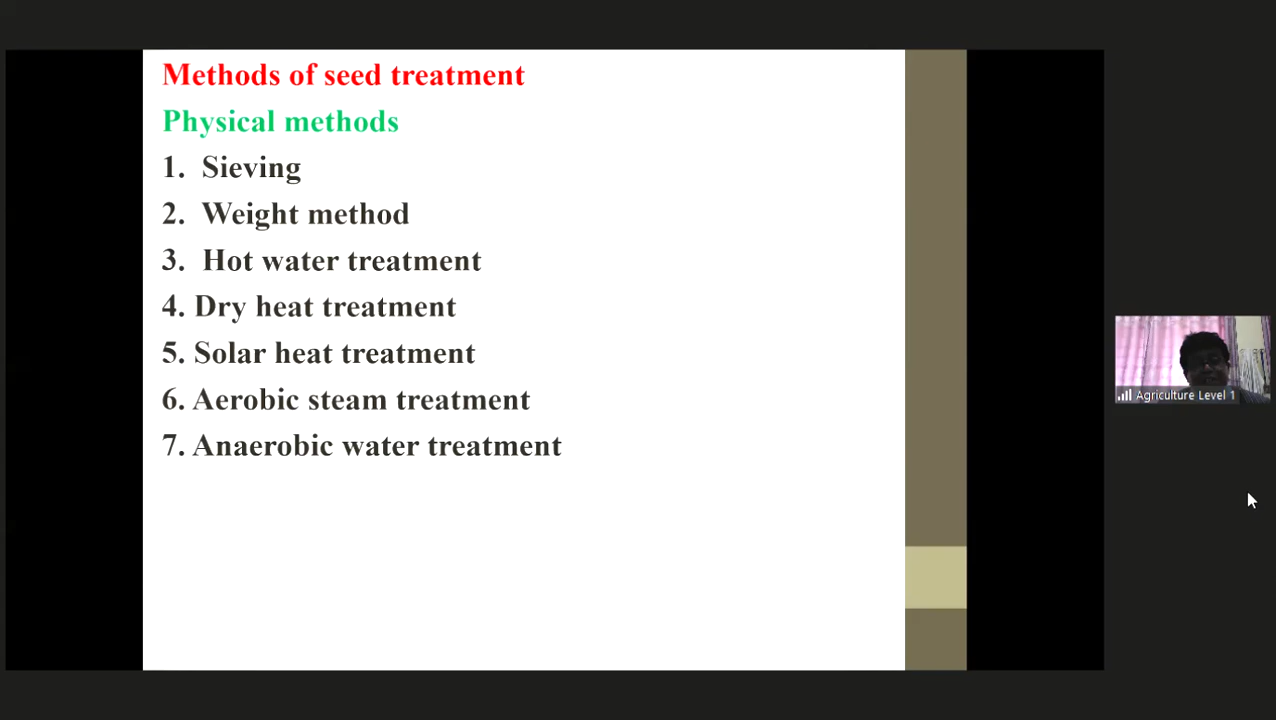 Methods of seed treatment
Physical methods
1. Sieving
2. Weight method
3. Hot water treatment
4. Dry heat treatment
5. Solar heat treatment
6. Aerobic steam treatment
7. Anaerobic water treatment
Agriculture Level 1